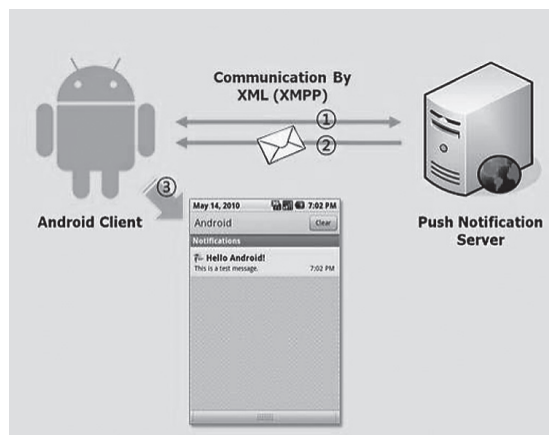 Communication By
XML (XMPP)
①
②
③
Android Client
Push Notification
Server
May 14, 2010 7:02 PM
Android Clear
Notifications
Hello Android!
This is a test message. 7:02 PM